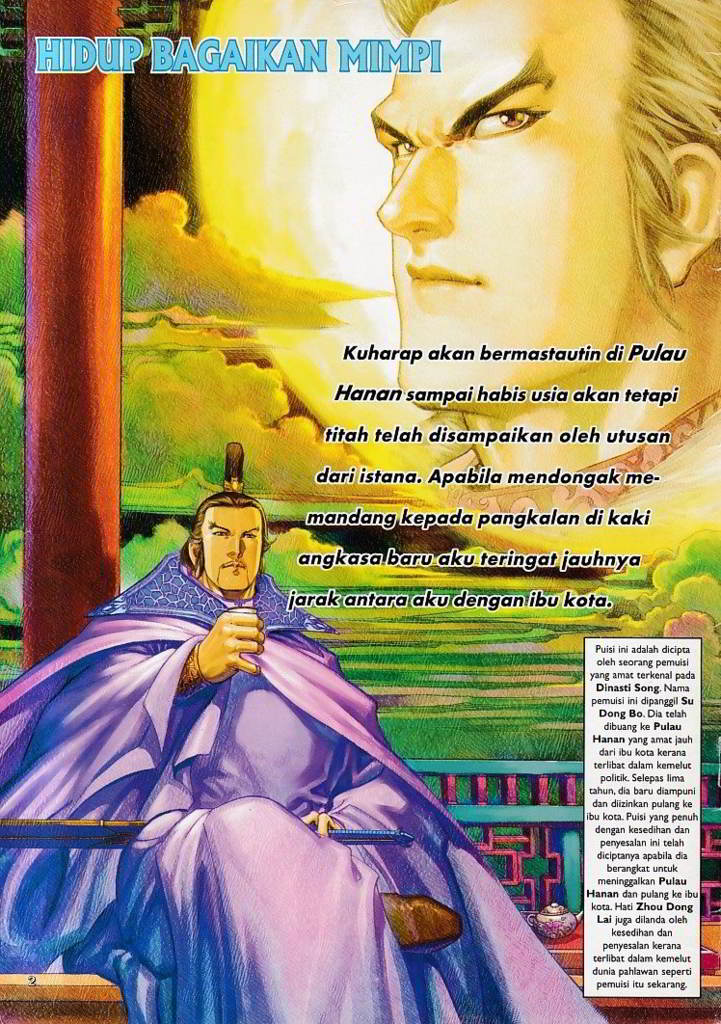 HIDUP BAGAIKAN MIMPI
Kuharap akan bermastautin di Pulau
Hanan sampai habis usia akan tetapi
titah telah disampaikan oleh utusan
dari istana. Apabila mendongak me-
mandang kepada pangkalan di kaki
angkasa baru aku teringat jauhnya
jarak antara aku dengan ibu kota.
Puisi ini adalah dicipta
oleh seorang pemuisi
yang amat terkenal pada
Dinasti Song. Nama
pemuisi ini dipanggil Su
Dong Bo. Dia telah
dibuang ke Pulau
Hanan yang amat jauh
dari ibu kota kerana
terlibat dalam kemelut
politik. Selepas lima
tahun, dia baru diampuni
dan diizinkan pulang ke
ibu kota. Puisi yang penuh
dengan kesedihan dan
penyesalan ini telah
diciptanya apabila dia
berangkat untuk
meninggalkan Pulau
Hanan dan pulang ke ibu
kota. Hati Zhou Dong
Lai juga dilanda oleh
kesedihan dan
penyesalan kerana
terlibat dalam kemelut
dunia pahlawan seperti
pemuisi itu sekarang.
2